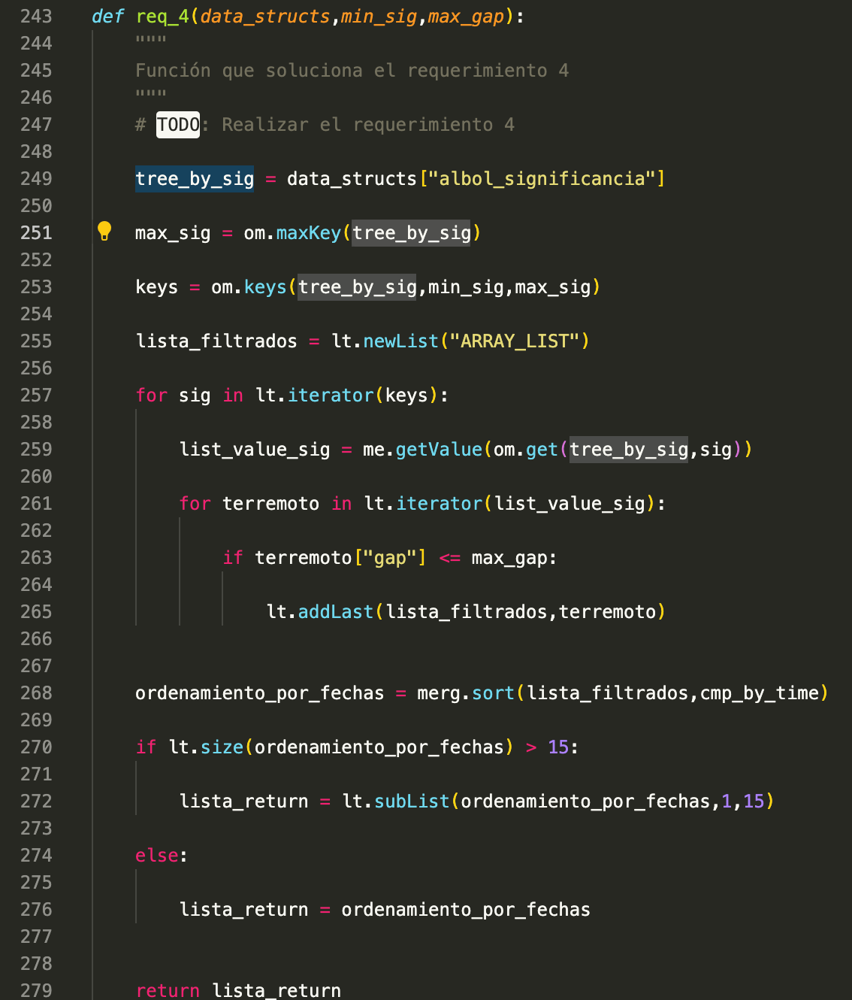 243 def req_4(data_structs,min_sig,max_gap):
244 """
245 Función que soluciona el requerimiento 4
246 """
247 # TODO: Realizar el requerimiento 4
248
249 tree_by_sig = data_structs["albol_significancia"]
250
251 max_sig = om.maxKey(tree_by_sig)
252
253 keys = om.keys(tree_by_sig,min_sig,max_sig)
254
255 lista_filtrados = lt.newList("ARRAY_LIST")
256
257 for sig in lt.iterator(keys):
258
259 list_value_sig = me.getValue(om.get(tree_by_sig,sig))
260
261 for terremoto in lt.iterator(list_value_sig):
262
263 if terremoto["gap"] <= max_gap:
264
265 lt.addLast(lista_filtrados,terremoto)
266
267
268 ordenamiento_por_fechas = merg.sort(lista_filtrados,cmp_by_time)
269
270 if lt.size(ordenamiento_por_fechas) > 15:
271
272 lista_return = lt.subList(ordenamiento_por_fechas,1,15)
273
274 else:
275
276 lista_return = ordenamiento_por_fechas
277
278
279 return lista_return